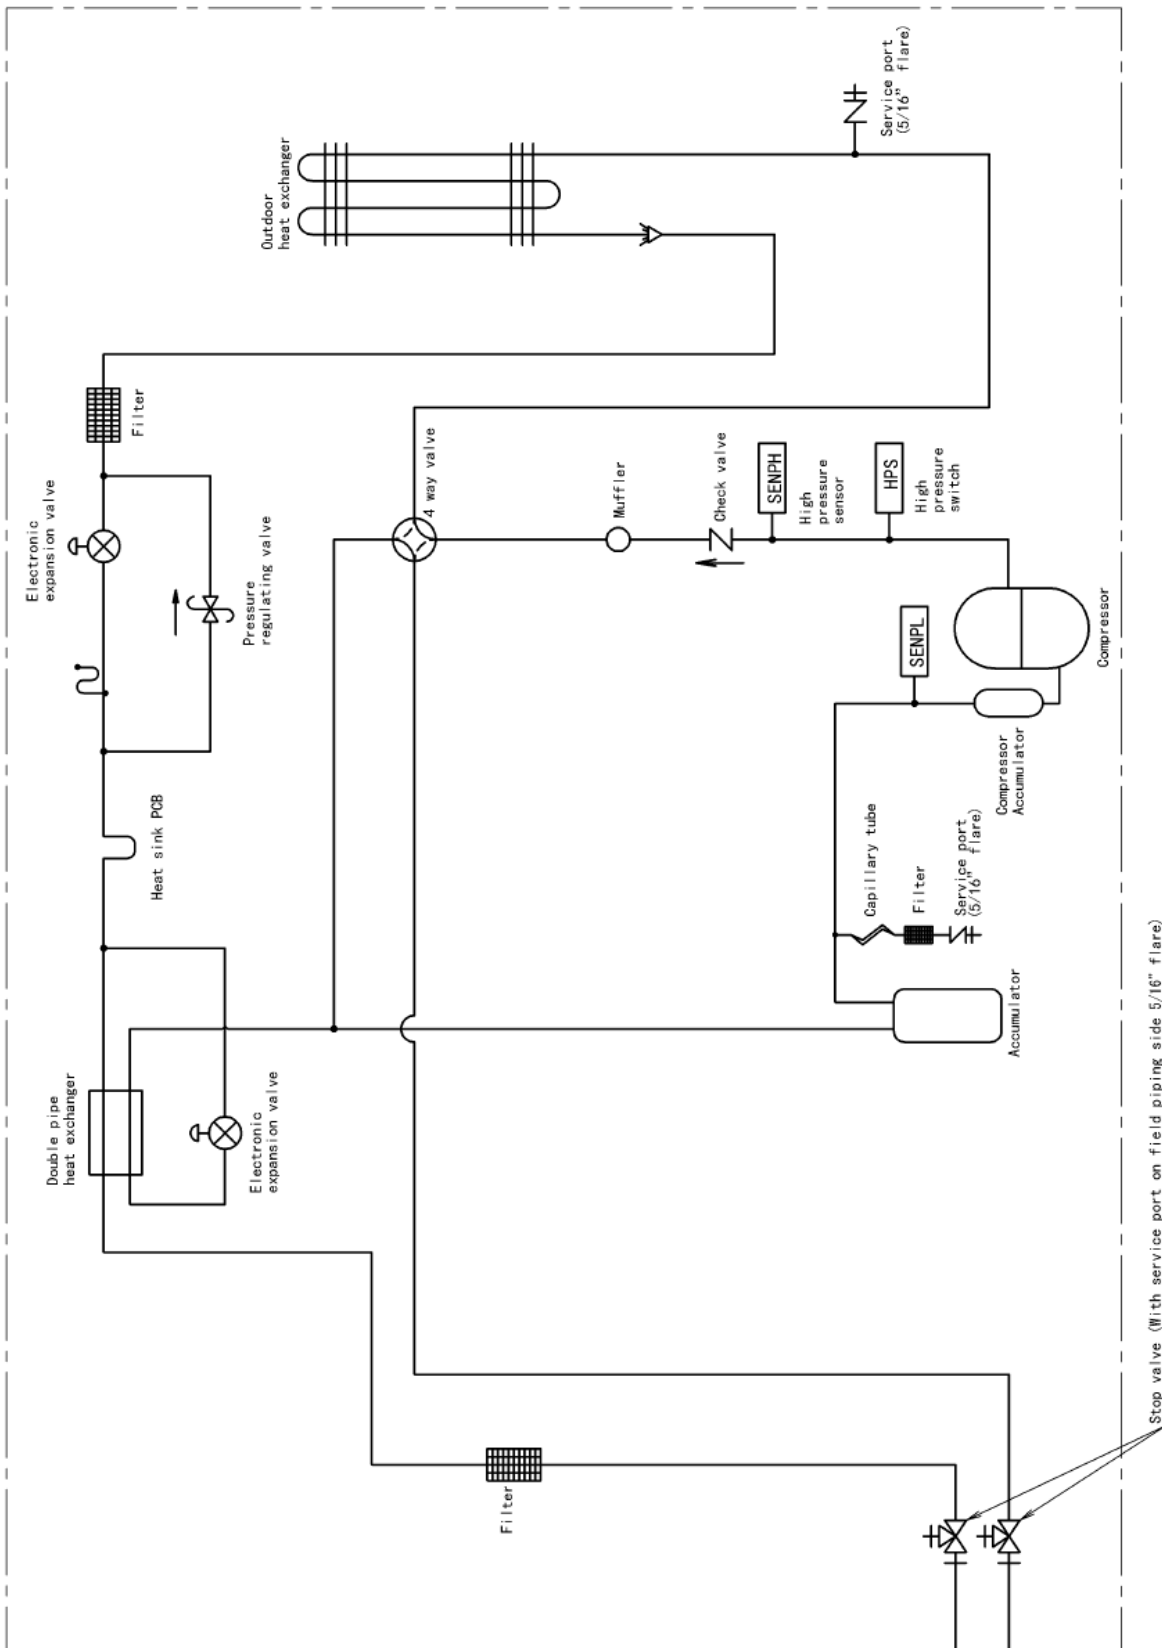 Service port
(5/16" flare)
Outdoor
heat exchanger
Filter
Electronic
expansion valve
Pressure
regulating valve
4 way valve
Muffler
Check valve
SENPH
High
pressure
sensor
HPS
High
pressure
switch
SENPL
Compressor
Compressor
Accumulator
Heat sink PCB
Capillary tube
Filter
Service port
(5/16" flare)
Accumulator
Double pipe
heat exchanger
Electronic
expansion valve
Filter
Stop valve (With service port on field piping side 5/16" flare)